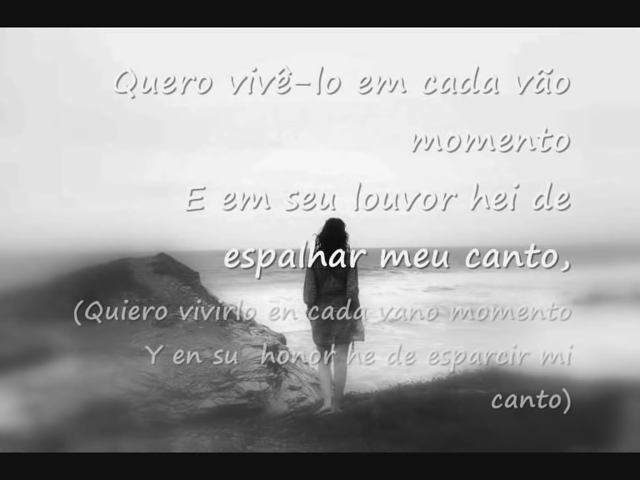 Quero vivê-lo em cada vão
momento
E em seu louvor hei de
espalhar meu canto,
(Quiero vivirlo en cada vano momento
Y en su honor he de esparcir mi
canto)